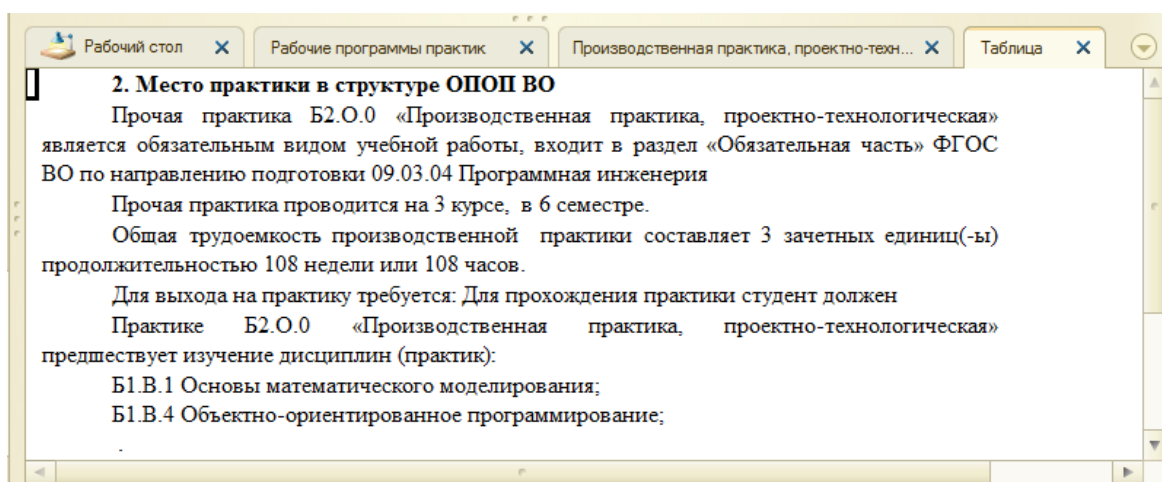 Рабочий стол Рабочие программы практик Производственная практика, проектно-техн... Таблица
2. Место практики в структуре ОПОП ВО
Прочая практика Б2.О.0 «Производственная практика, проектно-технологическая»
является обязательным видом учебной работы, входит в раздел «Обязательная часть» ФГОС
ВО по направлению подготовки 09.03.04 Программная инженерия
Прочая практика проводится на 3 курсе, в 6 семестре.
Общая трудоемкость производственной практики составляет 3 зачетных единиц(-ы)
продолжительностью 108 недели или 108 часов.
Для выхода на практику требуется: Для прохождения практики студент должен
Практике Б2.О.0 «Производственная практика, проектно-технологическая»
предшествует изучение дисциплин (практик):
Б1.В.1 Основы математического моделирования;
Б1.В.4 Объектно-ориентированное программирование;
.